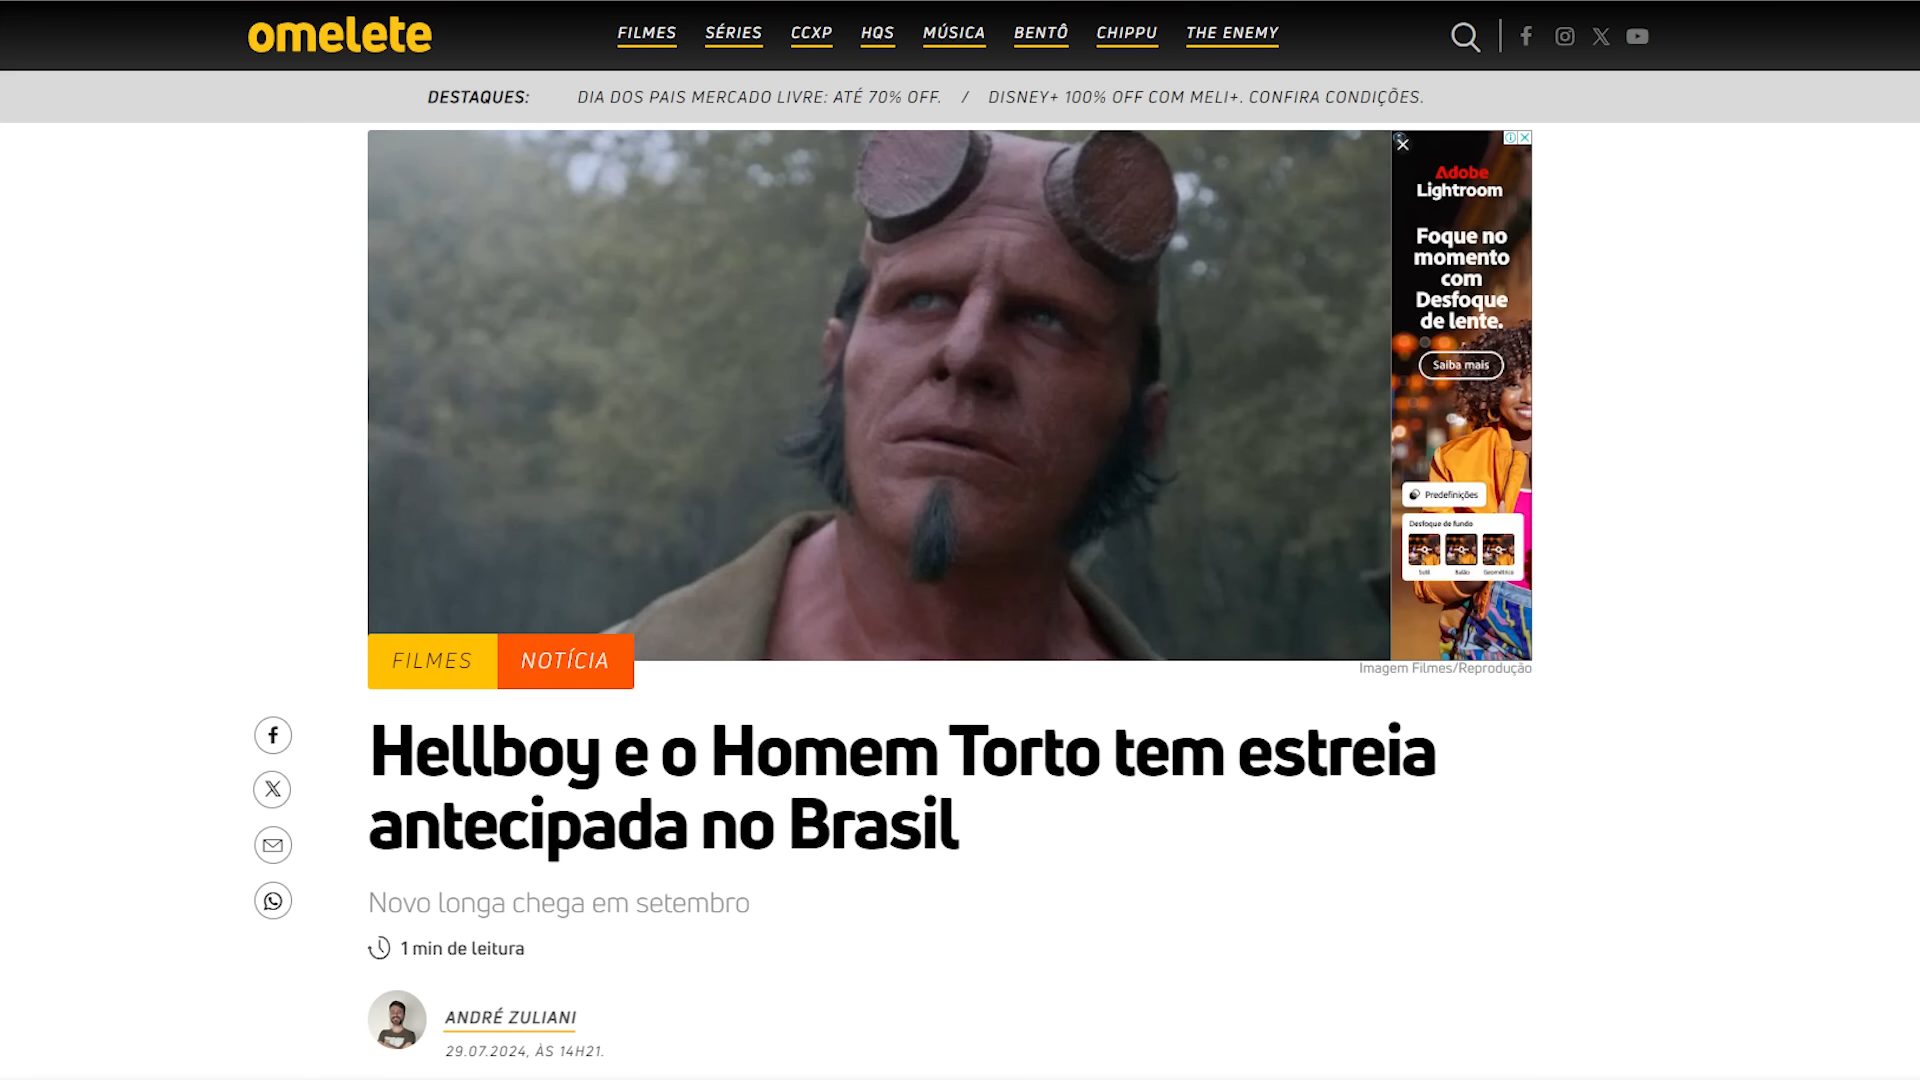 omelete
FILMES SÉRIES CCXP HQS MÚSICA BENTÔ CHIPPU THE ENEMY
DESTAQUES: DIA DOS PAIS MERCADO LIVRE: ATÉ 70% OFF. / DISNEY+ 100% OFF COM MELI+. CONFIRA CONDIÇÕES.
Adobe
Lightroom
Foque no
momento
com
Desfoque
de lente.
Saiba mais
Predefinições
Desfoque de fundo
Sutil Balão Geométrica
Imagem Filmes/Reprodução
FILMES NOTÍCIA
Hellboy e o Homem Torto tem estreia
antecipada no Brasil
Novo longa chega em setembro
1 min de leitura
ANDRÉ ZULIANI
29.07.2024, ÀS 14H21.